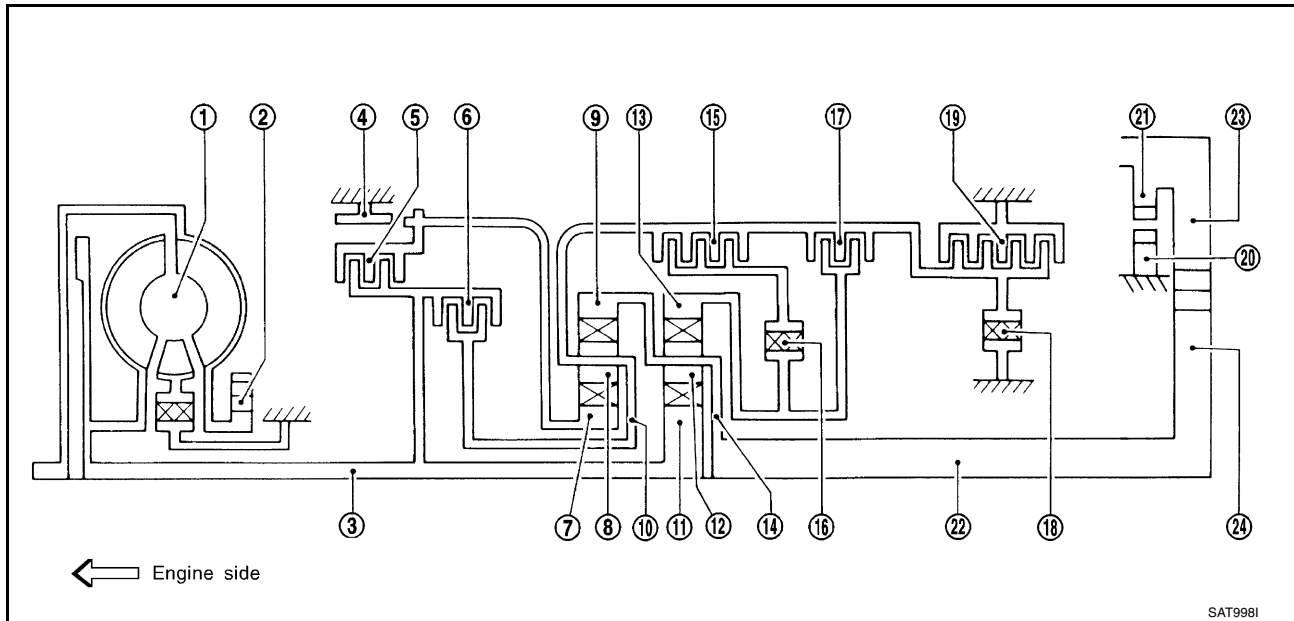 ① ② ④ ⑤ ⑥ ⑨ ⑬ ⑮ ⑰ ⑲ ㉑ ㉓
⑳
③ ⑦ ⑧ ⑩ ⑪ ⑫ ⑭ ⑯ ㉒ ⑱ ㉔
Engine side
SAT998I